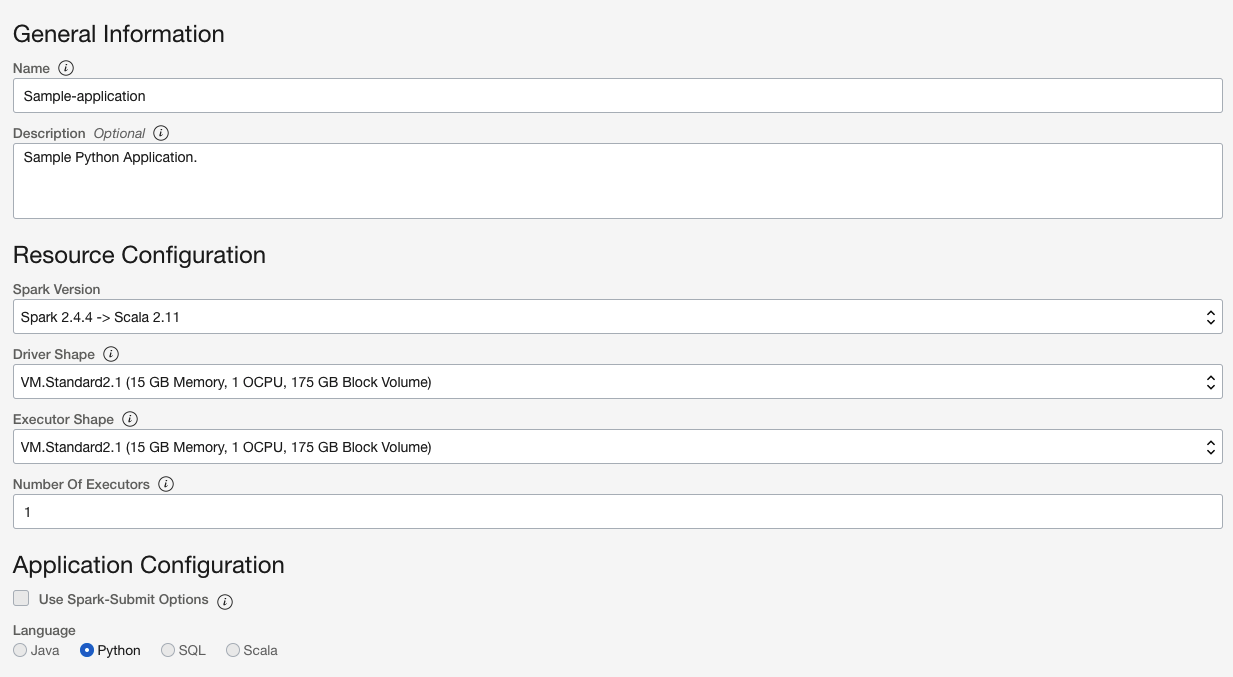 General Information
Name
Sample-application
Description Optional
Sample Python Application.
Resource Configuration
Spark Version
Spark 2.4.4 -> Scala 2.11
Driver Shape
VM.Standard2.1 (15 GB Memory, 1 OCPU, 175 GB Block Volume)
Executor Shape
VM.Standard2.1 (15 GB Memory, 1 OCPU, 175 GB Block Volume)
Number Of Executors
1
Application Configuration
Use Spark-Submit Options
Language
Java Python SQL Scala